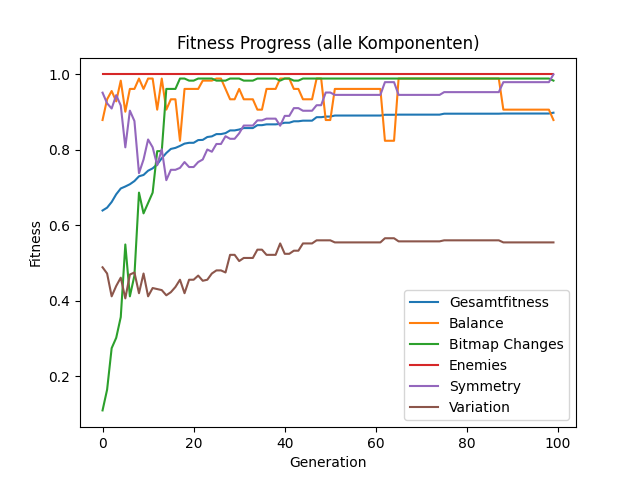 Fitness Progress (alle Komponenten)
1.0
0.8
0.6
0.4
0.2
Fitness
0
20
40
60
80
100
Generation
Gesamtfitness
Balance
Bitmap Changes
Enemies
Symmetry
Variation